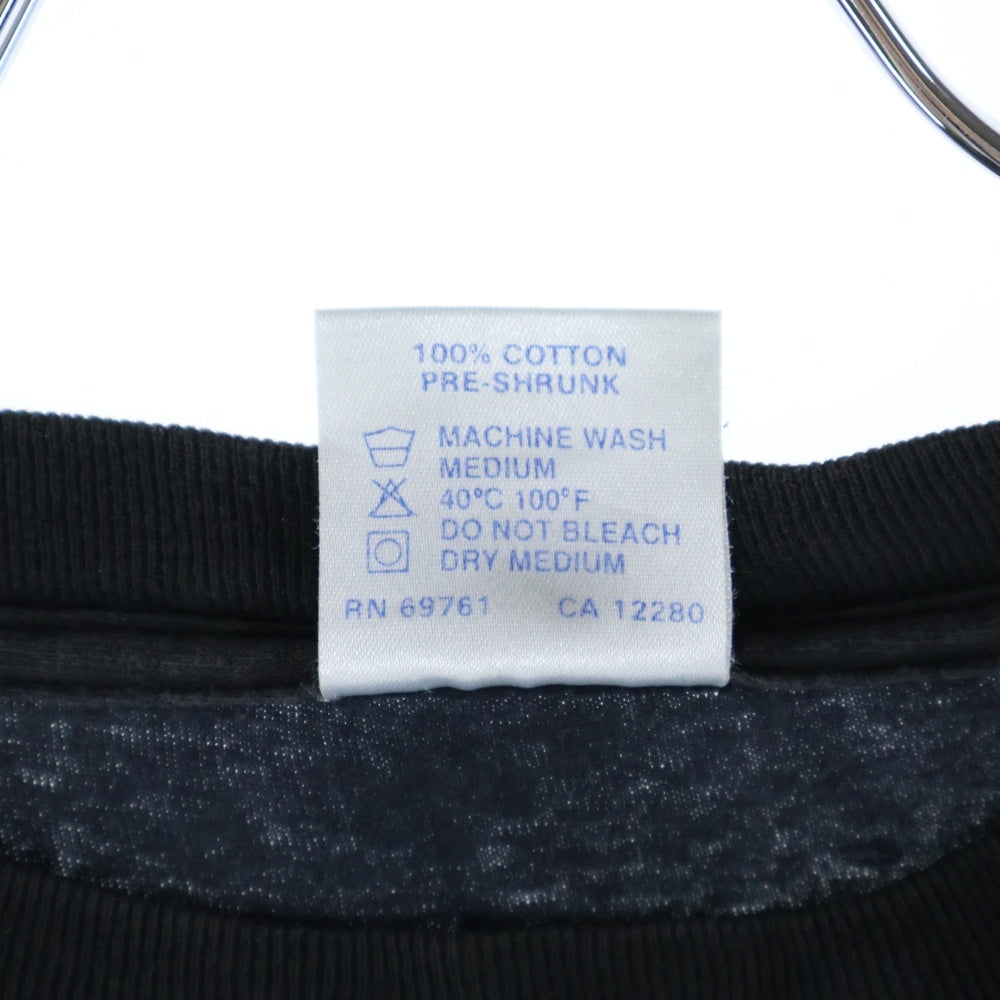 100% COTTON
PRE-SHRUNK
MACHINE WASH
MEDIUM
40°C 100°F
DO NOT BLEACH
DRY MEDIUM
RN 69761 CA 12280